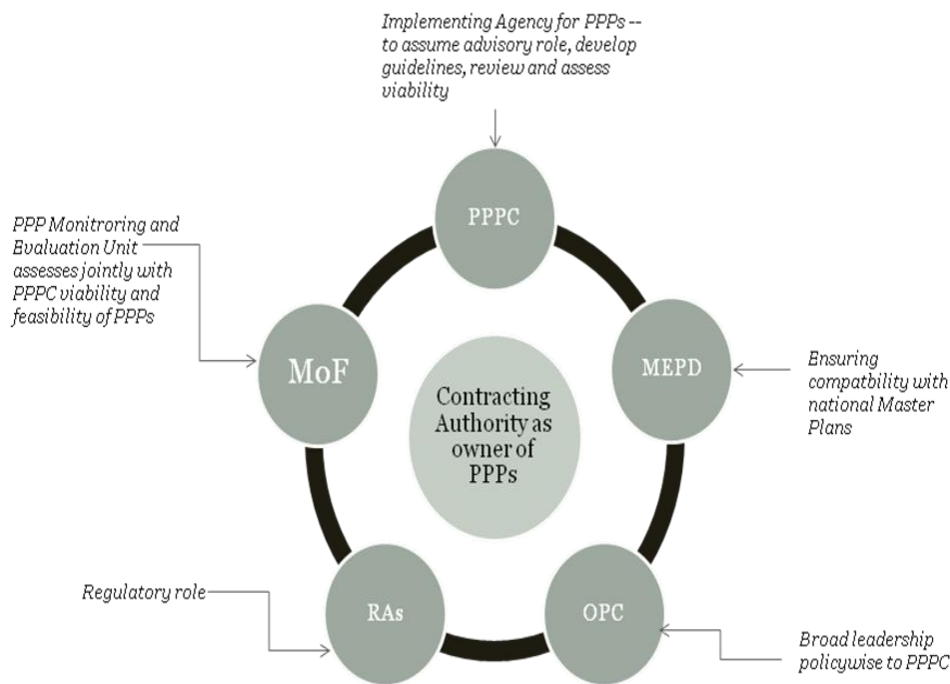 Implementing Agency for PPPs --
to assume advisory role, develop
guidelines, review and assess
viability
PPPC
PPP Monitroring and
Evaluation Unit
assesses jointly with
PPPC viability and
feasibility of PPPs
MoF
MEPD
Ensuring
compatbility with
national Master
Plans
Contracting
Authority as
owner of
PPPs
Regulatory role
RAs
OPC
Broad leadership
policywise to PPPC